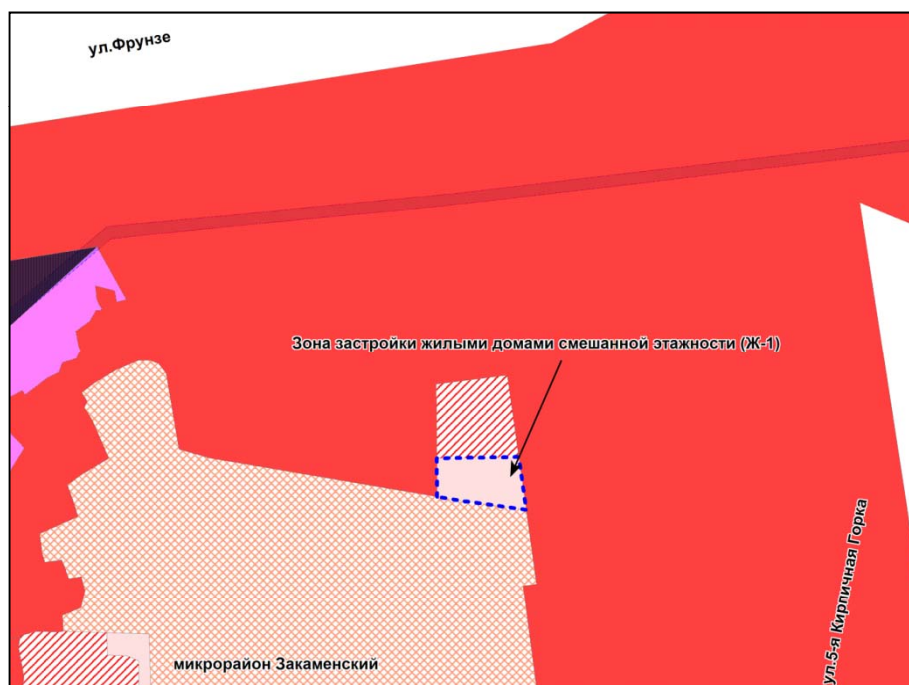 ул.Фрунзе
Зона застройки жилыми домами смешанной этажности (Ж-1)
ул.5-я Кирпичная Горка
микрорайон Закаменский